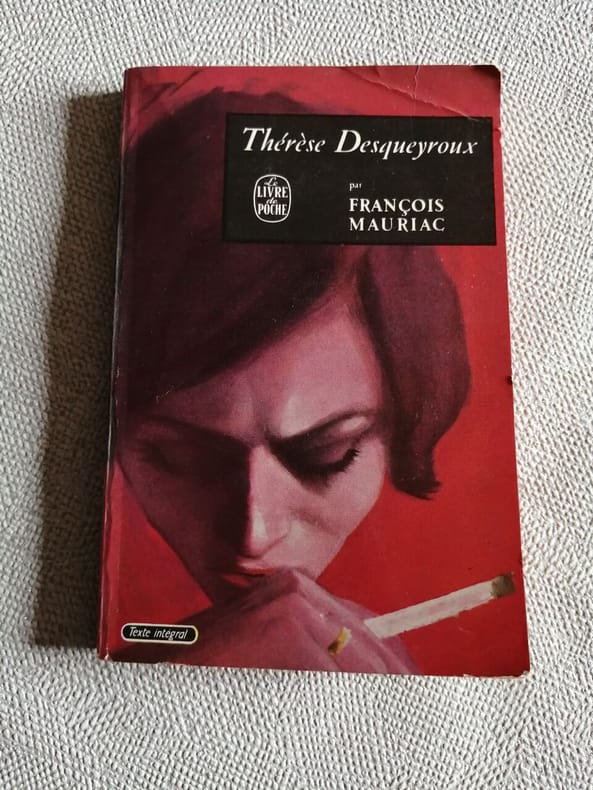 Thérèse Desqueyroux
Le
LIVRE
de
POCHE
par
FRANÇOIS
MAURIAC
Texte intégral